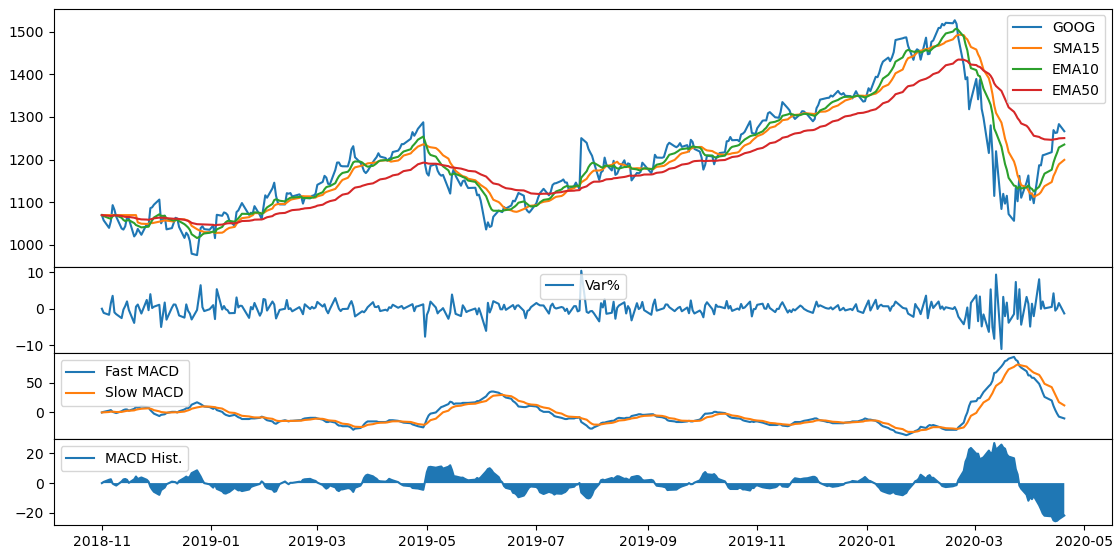 1500
1400
1300
1200
1100
1000
GOOG
SMA15
EMA10
EMA50
10
0
−10
Var%
50
0
Fast MACD
Slow MACD
20
0
−20
MACD Hist.
2018-11 2019-01 2019-03 2019-05 2019-07 2019-09 2019-11 2020-01 2020-03 2020-05